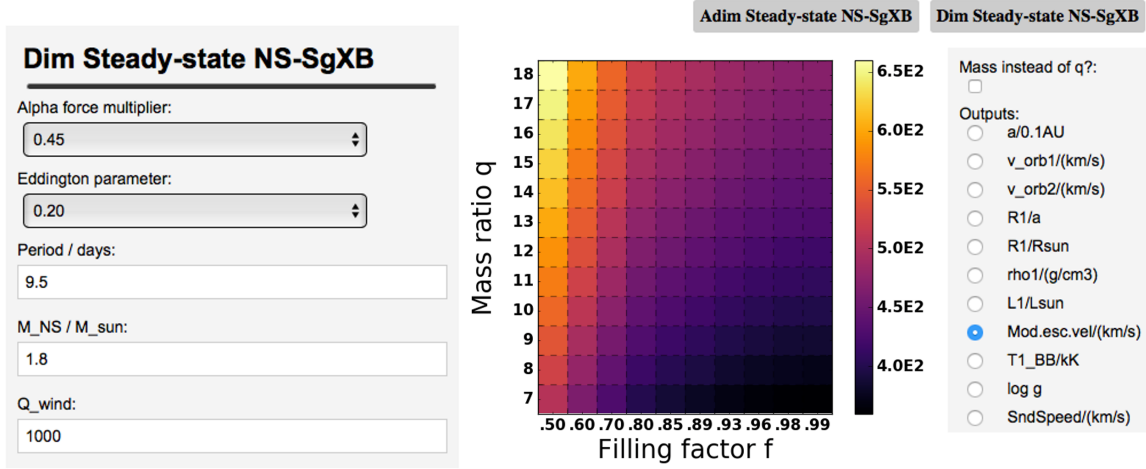 Adim Steady-state NS-SgXB
Dim Steady-state NS-SgXB
Dim Steady-state NS-SgXB
Alpha force multiplier:
0.45
Eddington parameter:
0.20
Period / days:
9.5
M_NS / M_sun:
1.8
Q_wind:
1000
Mass ratio q
18
17
16
15
14
13
12
11
10
9
8
7
.50 .60 .70 .80 .85 .89 .93 .96 .98 .99
Filling factor f
6.5E2
6.0E2
5.5E2
5.0E2
4.5E2
4.0E2
Mass instead of q?:
Outputs:
a/0.1AU
v_orb1/(km/s)
v_orb2/(km/s)
R1/a
R1/Rsun
rho1/(g/cm3)
L1/Lsun
Mod.esc.vel/(km/s)
T1_BB/kK
log g
SndSpeed/(km/s)